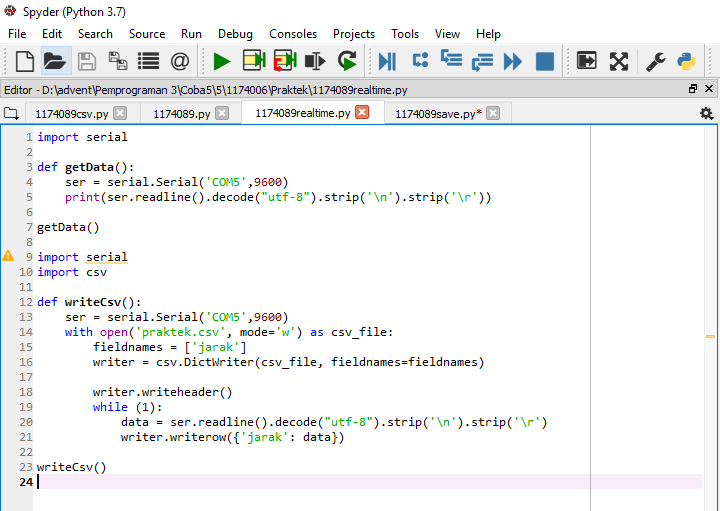 Spyder (Python 3.7)
File Edit Search Source Run Debug Consoles Projects Tools View Help
Editor - D:\advent\Pemprograman 3\Coba5\5\1174006\Praktek\1174089realtime.py
1174089csv.py 1174089.py 1174089realtime.py 1174089save.py*
1 import serial
2
3 def getData():
4     ser = serial.Serial('COM5',9600)
5     print(ser.readline().decode("utf-8").strip('\n').strip('\r'))
6
7 getData()
8
9 import serial
10 import csv
11
12 def writeCsv():
13     ser = serial.Serial('COM5',9600)
14     with open('praktek.csv', mode='w') as csv_file:
15         fieldnames = ['jarak']
16         writer = csv.DictWriter(csv_file, fieldnames=fieldnames)
17
18         writer.writeheader()
19         while (1):
20             data = ser.readline().decode("utf-8").strip('\n').strip('\r')
21             writer.writerow({'jarak': data})
22
23 writeCsv()
24